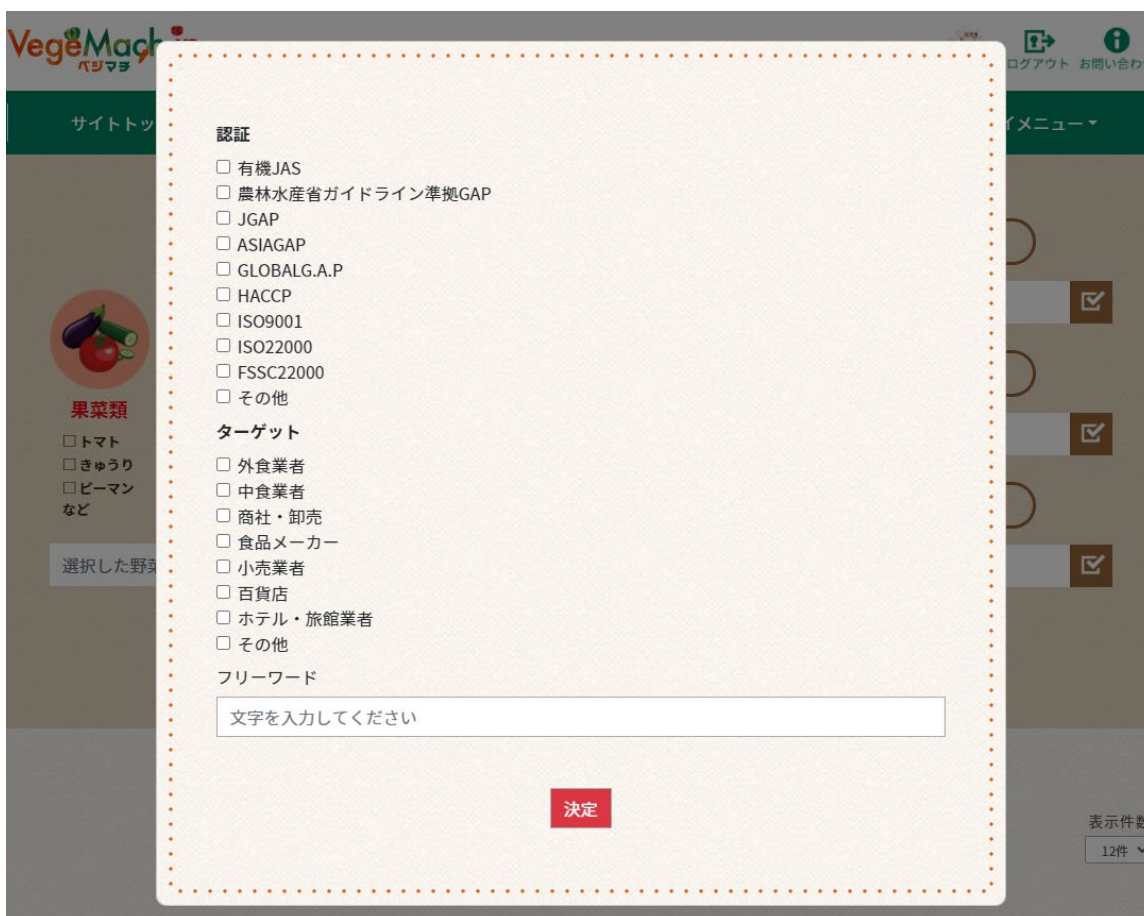 VegeMach
ベジマチ
ログアウト お問い合わ
サイトトッ
イメニュー
認証
有機JAS
農林水産省ガイドライン準拠GAP
JGAP
ASIAGAP
GLOBALG.A.P
HACCP
ISO9001
ISO22000
FSSC22000
その他
ターゲット
外食業者
中食業者
商社・卸売
食品メーカー
小売業者
百貨店
ホテル・旅館業者
その他
フリーワード
文字を入力してください
決定
果菜類
トマト
きゅうり
ピーマン
など
選択した野菜
表示件数
12件